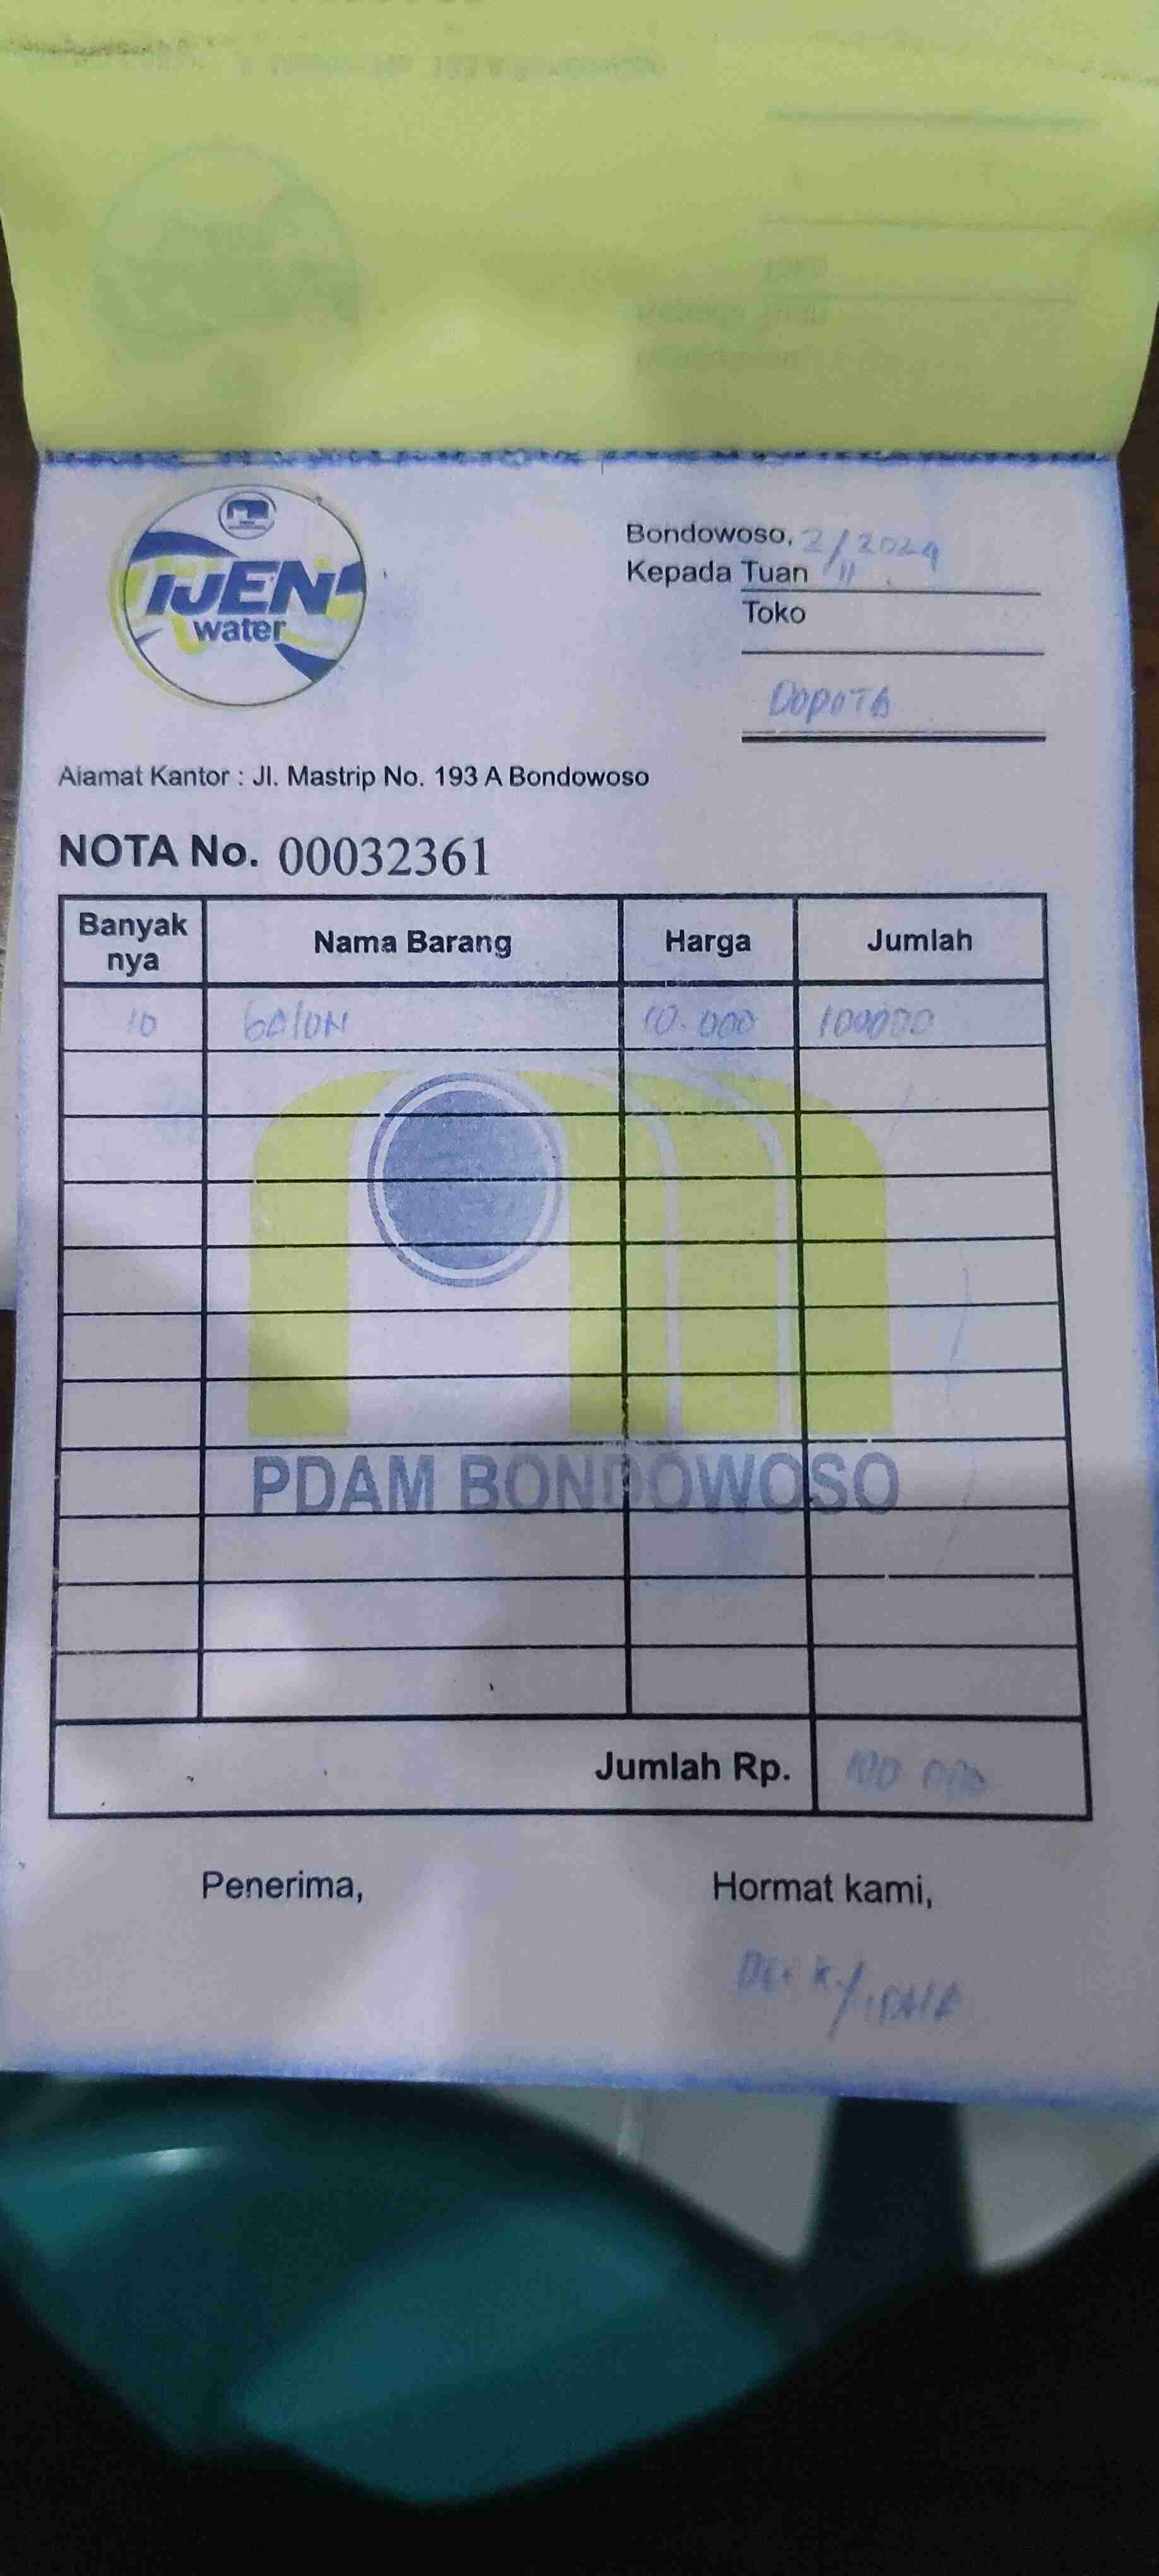 IJEN
water
Bondowoso, 2/2024
Kepada Tuan 11
Toko
DOPOTA
Alamat Kantor : Jl. Mastrip No. 193 A Bondowoso
NOTA No. 00032361
Banyak nya Nama Barang Harga Jumlah
10 GalON 10.000 100000
PDAM BONDOWOSO
Jumlah Rp. 100 000
Penerima, Hormat kami,